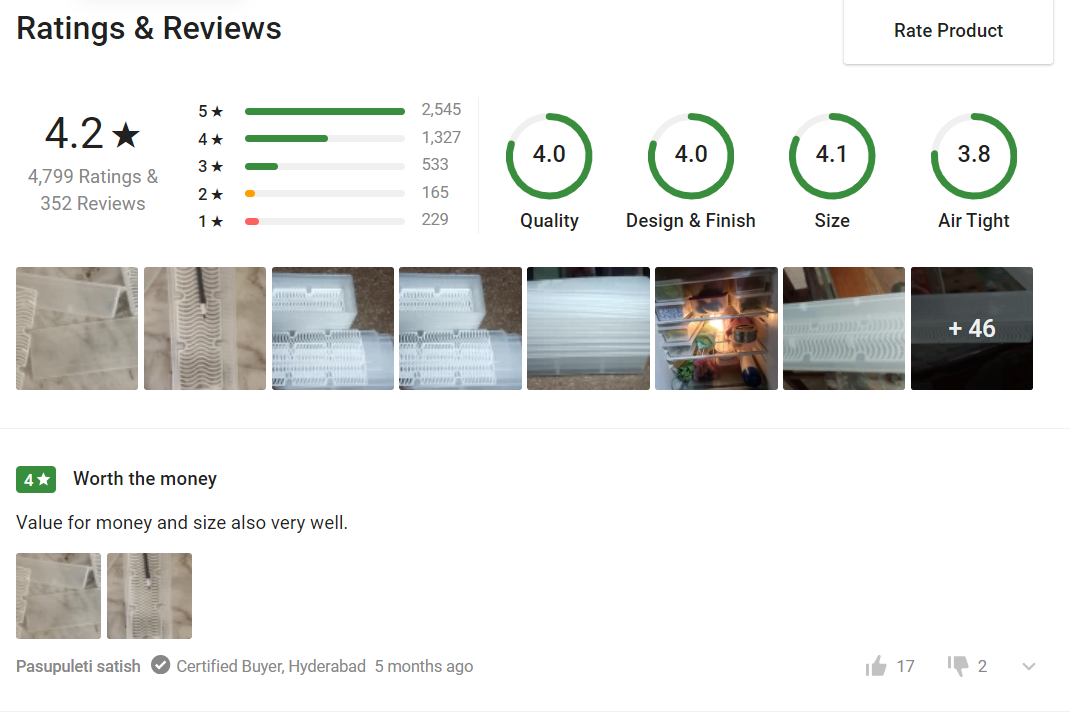 Ratings & Reviews
Rate Product
4.2★
4,799 Ratings &
352 Reviews
5★ 2,545
4★ 1,327
3★ 533
2★ 165
1★ 229
4.0 4.0 4.1 3.8
Quality Design & Finish Size Air Tight
+ 46
4★ Worth the money
Value for money and size also very well.
Pasupuleti satish Certified Buyer, Hyderabad 5 months ago 17 2